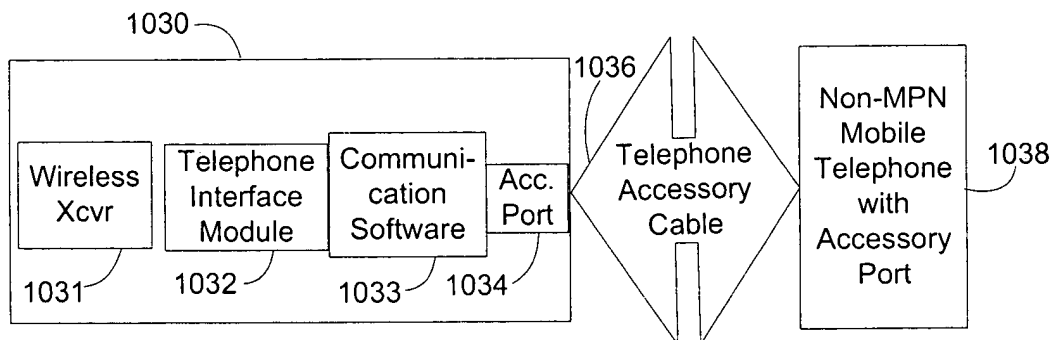 1030
1036
Wireless
Xcvr
Telephone
Interface
Module
Communi-
cation
Software
Acc.
Port
Telephone
Accessory
Cable
Non-MPN
Mobile
Telephone
with
Accessory
Port
1038
1031
1032
1033
1034